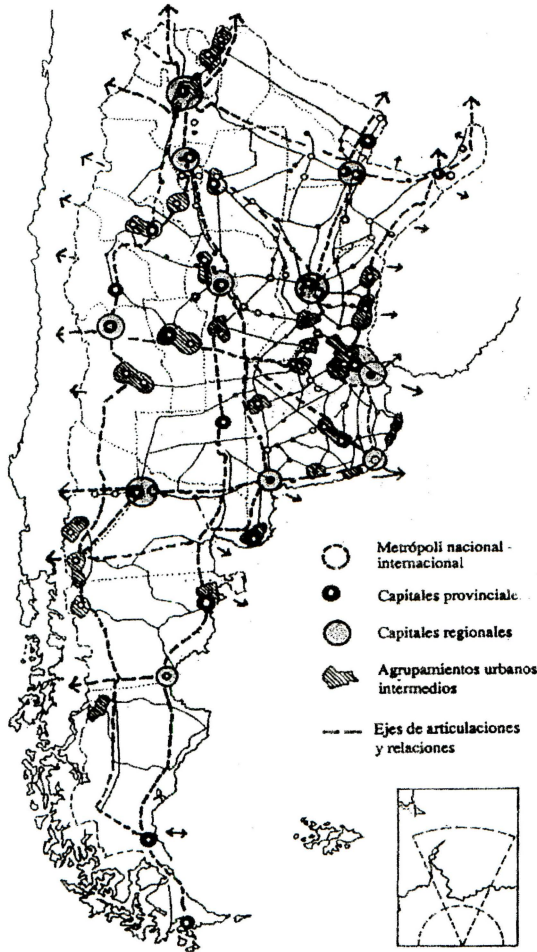 Metrópoli nacional -
internacional
Capitales provinciale
Capitales regionales
Agrupamientos urbanos
intermedios
Ejes de articulaciones
y relaciones